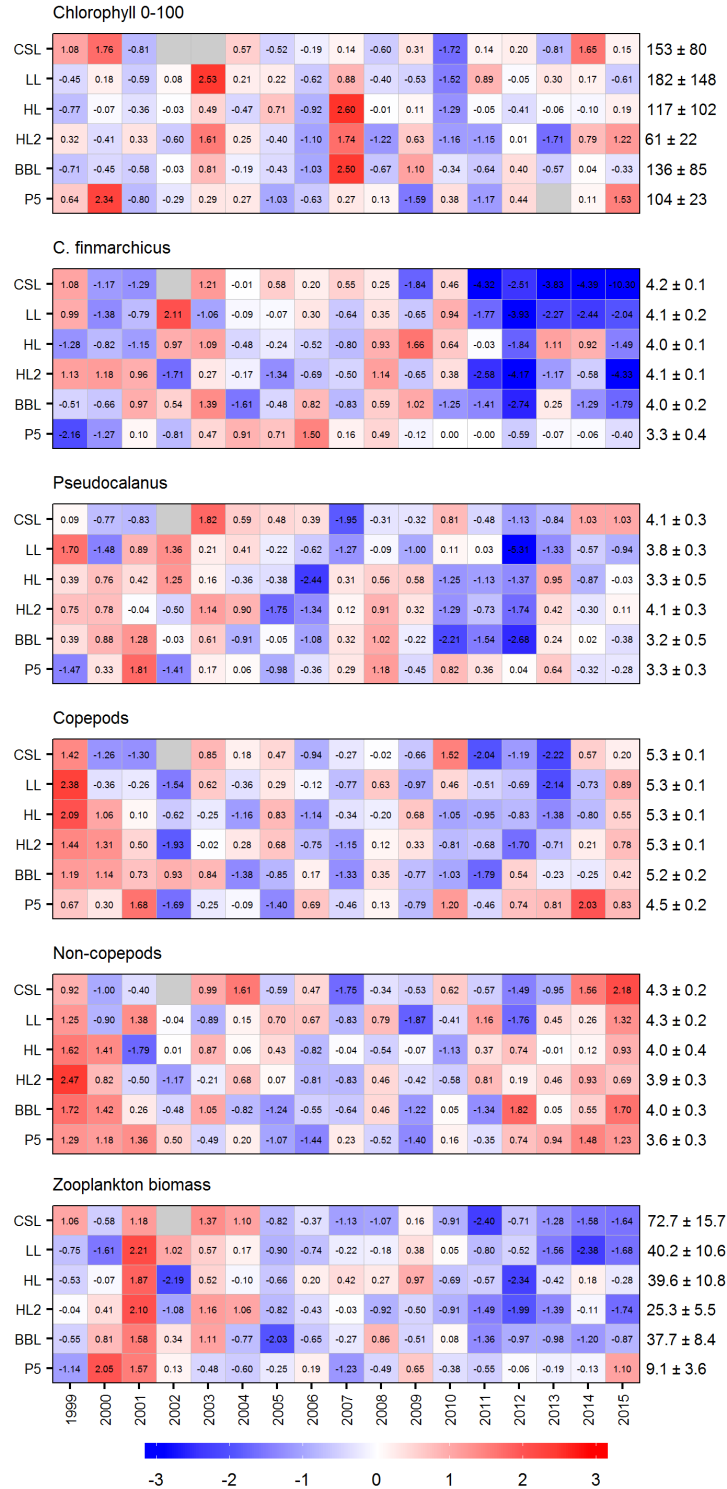 Chlorophyll 0-100
CSL 1.08 1.76 -0.81 0.57 -0.52 -0.19 0.14 -0.60 0.31 -1.72 0.14 0.20 -0.81 1.65 0.15 153 ± 80
LL -0.45 0.18 -0.59 0.08 2.53 0.21 0.22 -0.62 0.88 -0.40 -0.53 -1.52 0.89 -0.05 0.30 0.17 -0.61 182 ± 148
HL -0.77 -0.07 -0.36 -0.03 0.49 -0.47 0.71 -0.92 2.60 -0.01 0.11 -1.29 -0.05 -0.41 -0.06 -0.10 0.19 117 ± 102
HL2 0.32 -0.41 0.33 -0.60 1.61 0.25 -0.40 -1.10 1.74 -1.22 0.63 -1.16 -1.15 0.01 -1.71 0.79 1.22 61 ± 22
BBL -0.71 -0.45 -0.58 -0.03 0.81 -0.19 -0.43 -1.03 2.50 -0.67 1.10 -0.34 -0.64 0.40 -0.57 0.04 -0.33 136 ± 85
P5 0.64 2.34 -0.80 -0.29 0.29 0.27 -1.03 -0.63 0.27 0.13 -1.59 0.38 -1.17 0.44 0.11 1.53 104 ± 23
C. finmarchicus
CSL 1.08 -1.17 -1.29 1.21 -0.01 0.58 0.20 0.55 0.25 -1.84 0.46 -2.51 4.2 ± 0.1
LL 0.99 -1.38 -0.79 2.11 -1.06 -0.09 -0.07 0.30 -0.64 0.35 -0.65 0.94 -1.77 -2.27 -2.44 -2.04 4.1 ± 0.2
HL -1.28 -0.82 -1.15 0.97 1.09 -0.48 -0.24 -0.52 -0.80 0.93 1.66 0.64 -0.03 -1.84 1.11 0.92 -1.49 4.0 ± 0.1
HL2 1.13 1.18 0.96 -1.71 0.27 -0.17 -1.34 -0.69 -0.50 1.14 -0.65 0.38 -2.58 -1.17 -0.58 4.1 ± 0.1
BBL -0.51 -0.66 0.97 0.54 1.39 -1.61 -0.48 0.82 -0.83 0.59 1.02 -1.25 -1.41 -2.74 0.25 -1.29 -1.79 4.0 ± 0.2
P5 -2.16 -1.27 0.10 -0.81 0.47 0.91 0.71 1.50 0.16 0.49 -0.12 0.00 -0.00 -0.59 -0.07 -0.06 -0.40 3.3 ± 0.4
Pseudocalanus
CSL 0.09 -0.77 -0.83 1.82 0.59 0.48 0.39 -1.95 -0.31 -0.32 0.81 -0.48 -1.13 -0.84 1.03 1.03 4.1 ± 0.3
LL 1.70 -1.48 0.89 1.36 0.21 0.41 -0.22 -0.62 -1.27 -0.09 -1.00 0.11 0.03 -1.33 -0.57 -0.94 3.8 ± 0.3
HL 0.39 0.76 0.42 1.25 0.16 -0.36 -0.38 -2.44 0.31 0.56 0.58 -1.25 -1.13 -1.37 0.95 -0.87 -0.03 3.3 ± 0.5
HL2 0.75 0.78 -0.04 -0.50 1.14 0.90 -1.75 -1.34 0.12 0.91 0.32 -1.29 -0.73 -1.74 0.42 -0.30 0.11 4.1 ± 0.3
BBL 0.39 0.88 1.28 -0.03 0.61 -0.91 -0.05 -1.08 0.32 1.02 -0.22 -2.21 -1.54 -2.68 0.24 0.02 -0.38 3.2 ± 0.5
P5 -1.47 0.33 1.81 -1.41 0.17 0.06 -0.98 -0.36 0.29 1.18 -0.45 0.82 0.36 0.04 0.64 -0.32 -0.28 3.3 ± 0.3
Copepods
CSL 1.42 -1.26 -1.30 0.85 0.18 0.47 -0.94 -0.27 -0.02 -0.66 1.52 -2.04 -1.19 -2.22 0.57 0.20 5.3 ± 0.1
LL 2.38 -0.36 -0.26 -1.54 0.62 -0.36 0.29 -0.12 -0.77 0.63 -0.97 0.46 -0.51 -0.69 -2.14 -0.73 0.89 5.3 ± 0.1
HL 2.09 1.06 0.10 -0.62 -0.25 -1.16 0.83 -1.14 -0.34 -0.20 0.68 -1.05 -0.95 -0.83 -1.38 -0.80 0.55 5.3 ± 0.1
HL2 1.44 1.31 0.50 -1.93 -0.02 0.28 0.68 -0.75 -1.15 0.12 0.33 -0.81 -0.68 -1.70 -0.71 0.21 0.78 5.3 ± 0.1
BBL 1.19 1.14 0.73 0.93 0.84 -1.38 -0.85 0.17 -1.33 0.35 -0.77 -1.03 -1.79 0.54 -0.23 -0.25 0.42 5.2 ± 0.2
P5 0.67 0.30 1.68 -1.69 -0.25 -0.09 -1.40 0.69 -0.46 0.13 -0.79 1.20 -0.46 0.74 0.81 2.03 0.83 4.5 ± 0.2
Non-copepods
CSL 0.92 -1.00 -0.40 0.99 1.61 -0.59 0.47 -1.75 -0.34 -0.53 0.62 -0.57 -1.49 -0.95 1.56 2.18 4.3 ± 0.2
LL 1.25 -0.90 1.38 -0.04 -0.89 0.15 0.70 0.67 -0.83 0.79 -1.87 -0.41 1.16 -1.76 0.45 0.26 1.32 4.3 ± 0.2
HL 1.62 1.41 -1.79 0.01 0.87 0.06 0.43 -0.82 -0.04 -0.54 -0.07 -1.13 0.37 0.74 -0.01 0.12 0.93 4.0 ± 0.4
HL2 2.47 0.82 -0.50 -1.17 -0.21 0.68 0.07 -0.81 -0.83 0.46 -0.42 -0.58 0.81 0.19 0.46 0.93 0.69 3.9 ± 0.3
BBL 1.72 1.42 0.26 -0.48 1.05 -0.82 -1.24 -0.55 -0.64 0.46 -1.22 0.05 -1.34 1.82 0.05 0.55 1.70 4.0 ± 0.3
P5 1.29 1.18 1.36 0.50 -0.49 0.20 -1.07 -1.44 0.23 -0.52 -1.40 0.16 -0.35 0.74 0.94 1.48 1.23 3.6 ± 0.3
Zooplankton biomass
CSL 1.06 -0.58 1.18 1.37 1.10 -0.82 -0.37 -1.13 -1.07 0.16 -0.91 -2.40 -0.71 -1.28 -1.58 -1.64 72.7 ± 15.7
LL -0.75 -1.61 2.21 1.02 0.57 0.17 -0.90 -0.74 -0.22 -0.18 0.38 0.05 -0.80 -0.52 -1.56 -2.38 -1.68 40.2 ± 10.6
HL -0.53 -0.07 1.87 -2.19 0.52 -0.10 -0.66 0.20 0.42 0.27 0.97 -0.69 -0.57 -2.34 -0.42 0.18 -0.28 39.6 ± 10.8
HL2 -0.04 0.41 2.10 -1.08 1.16 1.06 -0.82 -0.43 -0.03 -0.92 -0.50 -0.91 -1.49 -1.99 -1.39 -0.11 -1.74 25.3 ± 5.5
BBL -0.55 0.81 1.58 0.34 1.11 -0.77 -2.03 -0.65 -0.27 0.86 -0.51 0.08 -1.36 -0.97 -0.98 -1.20 -0.87 37.7 ± 8.4
P5 -1.14 2.05 1.57 0.13 -0.48 -0.60 -0.25 0.19 -1.23 -0.49 0.65 -0.38 -0.55 -0.06 -0.19 -0.13 1.10 9.1 ± 3.6
1999 2000 2001 2002 2003 2004 2005 2006 2007 2008 2009 2010 2011 2012 2013 2014 2015
-3 -2 -1 0 1 2 3